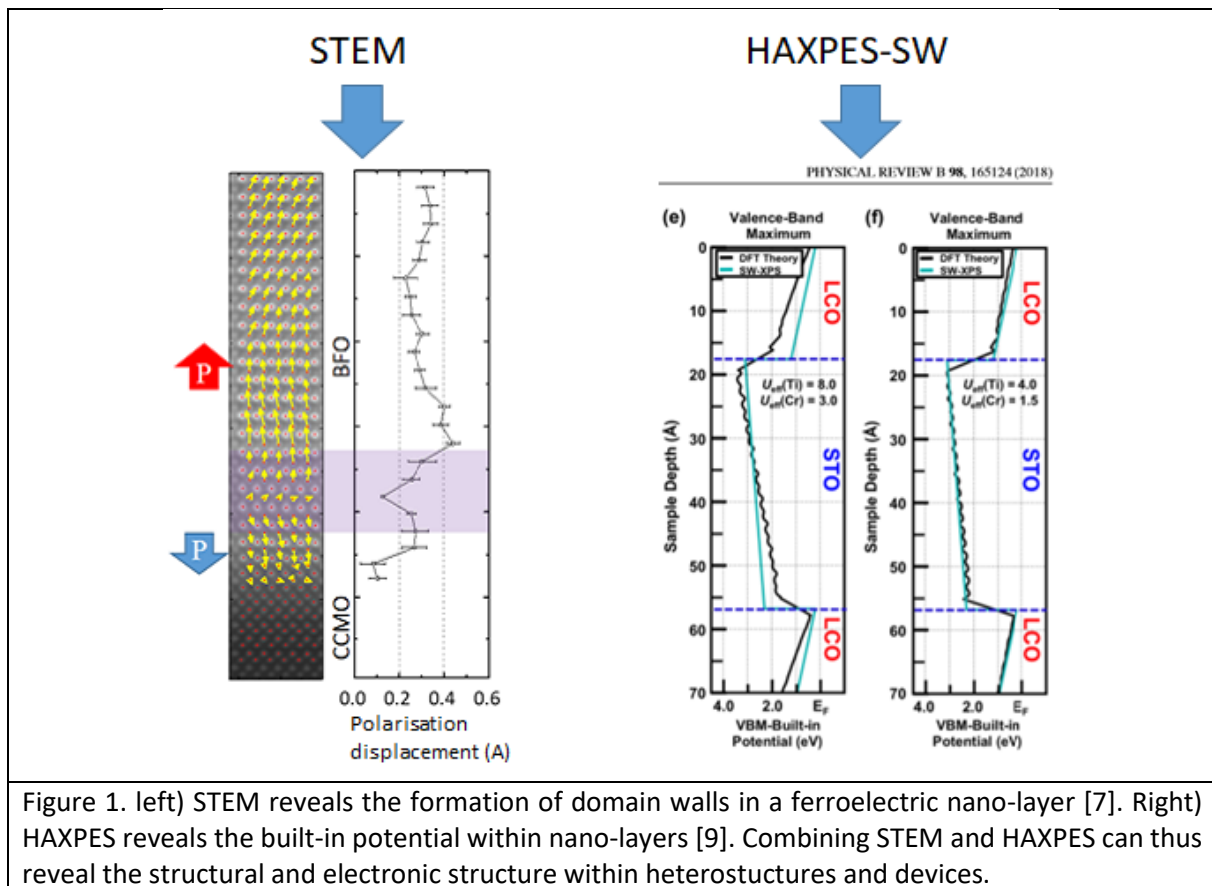 STEM
HAXPES-SW
PHYSICAL REVIEW B 98, 165124 (2018)
P
P
BFO
CCMO
0.0 0.2 0.4 0.6
Polarisation
displacement (A)
(e)
Valence-Band
Maximum
DFT Theory
SW-XPS
0
10
20
30
40
50
60
70
Sample Depth (Å)
LCO
Ueff(Ti) = 8.0
Ueff(Cr) = 3.0
STO
LCO
4.0 2.0 EF
VBM-Built-in
Potential (eV)
(f)
Valence-Band
Maximum
DFT Theory
SW-XPS
0
10
20
30
40
50
60
70
Sample Depth (Å)
LCO
Ueff(Ti) = 4.0
Ueff(Cr) = 1.5
STO
LCO
4.0 2.0 EF
VBM-Built-in
Potential (eV)
Figure 1. left) STEM reveals the formation of domain walls in a ferroelectric nano-layer [7]. Right)
HAXPES reveals the built-in potential within nano-layers [9]. Combining STEM and HAXPES can thus
reveal the structural and electronic structure within heterostuctures and devices.